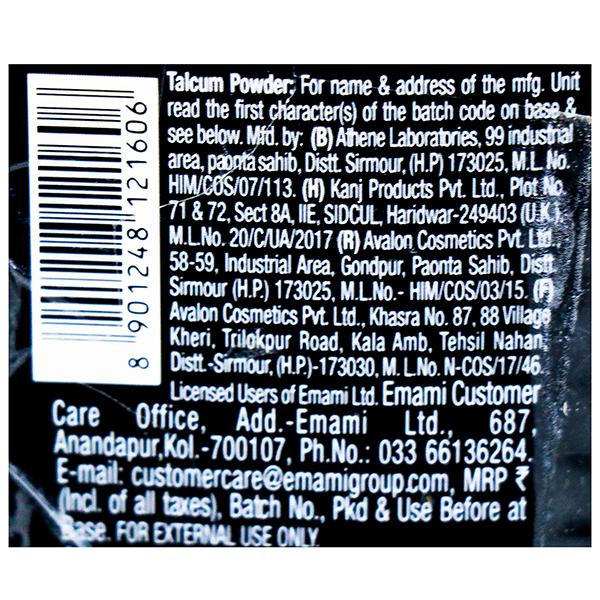 Talcum Powder: For name & address of the mfg. Unit
read the first character(s) of the batch code on base &
see below. Mfd. by: (B) Athene Laboratories, 99 industrial
area, paonta sahib, Distt. Sirmour, (H.P) 173025, M.L. No.
HIM/COS/07/113. (H) Kanj Products Pvt. Ltd., Plot No.
71 & 72, Sect 8A, IIE, SIDCUL, Haridwar-249403 (U.K.),
M.L.No. 20/C/UA/2017 (R) Avalon Cosmetics Pvt. Ltd.
58-59, Industrial Area, Gondpur, Paonta Sahib, Distt.
Sirmour (H.P.) 173025, M.L.No.- HIM/COS/03/15. (F)
Avalon Cosmetics Pvt. Ltd., Khasra No. 87, 88 Village
Kheri, Trilokpur Road, Kala Amb, Tehsil Nahan,
Distt.-Sirmour, (H.P.)-173030, M. L.No. N-COS/17/46.
Licensed Users of Emami Ltd. Emami Customer
Care Office, Add.-Emami Ltd., 687,
Anandapur,Kol.-700107, Ph.No.: 033 66136264.
E-mail: customercare@emamigroup.com, MRP ₹
(Incl. of all taxes), Batch No., Pkd & Use Before at
Base. FOR EXTERNAL USE ONLY.
8 901248 121606